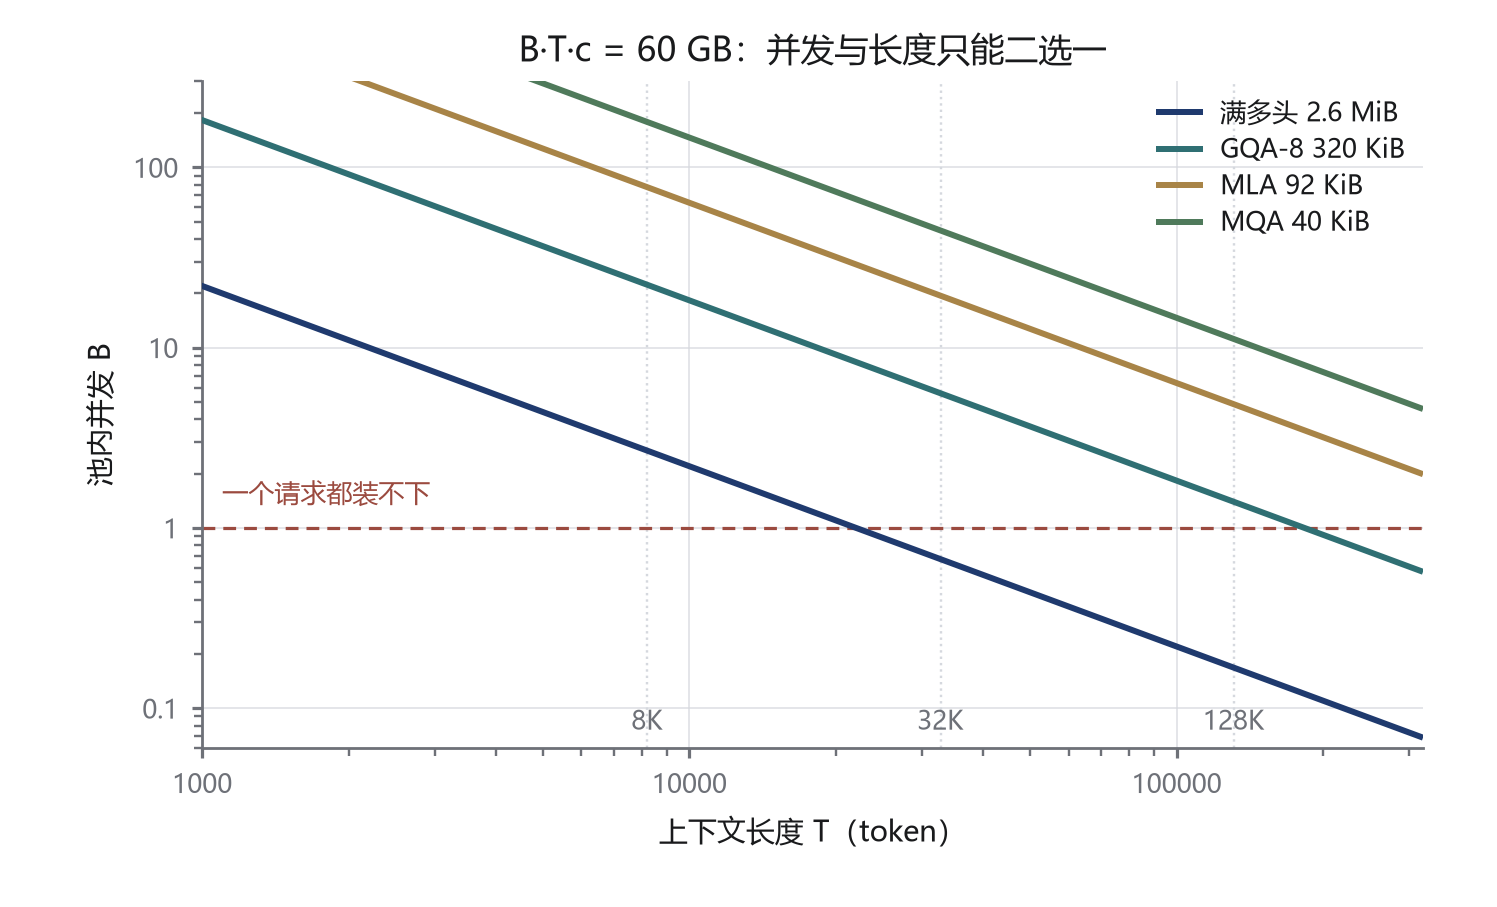 B·T·c = 60 GB：并发与长度只能二选一
满多头 2.6 MiB
GQA-8 320 KiB
MLA 92 KiB
MQA 40 KiB
池内并发 B
100
10
1
0.1
一个请求都装不下
8K
32K
128K
1000
10000
100000
上下文长度 T（token）